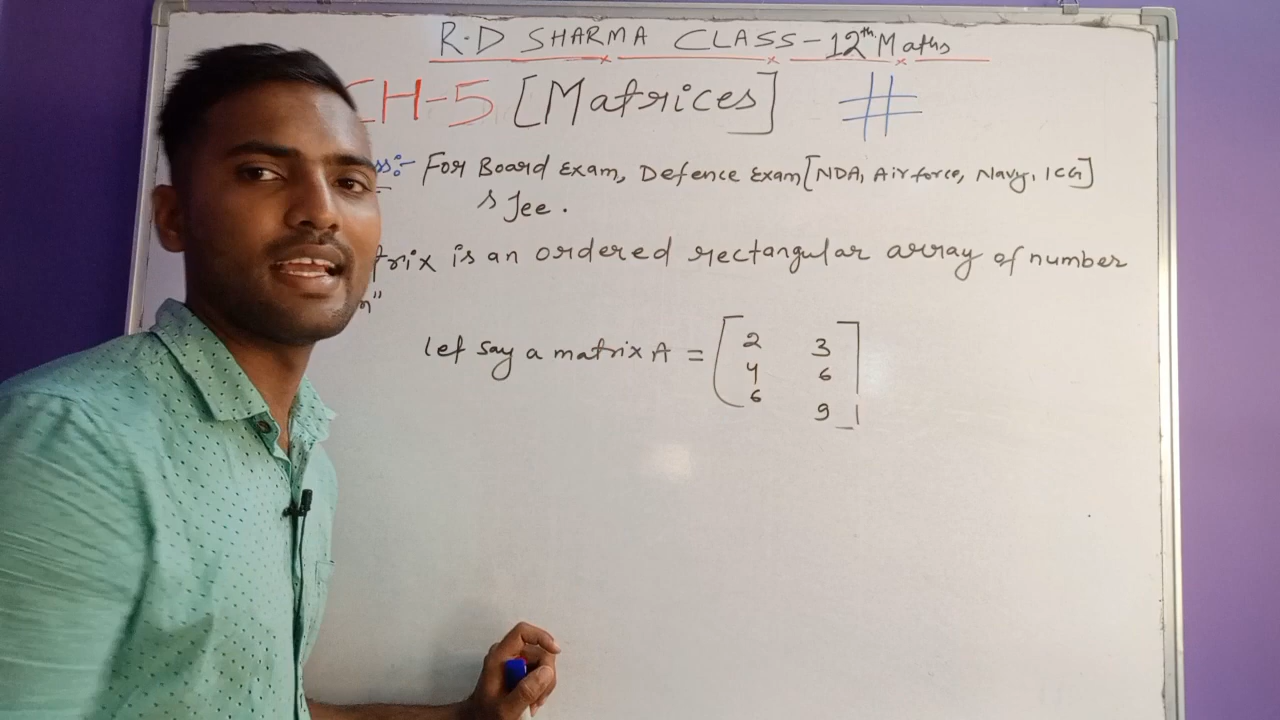 R.D SHARMA CLASS-12th Maths
CH-5 [Matrices] #
ss:- For Board Exam, Defence Exam [NDA, Airforce, Navy, ICG]
Jee.
trix is an ordered rectangular array of number
n"
let say a matrix A = [ 2 3
4 6
6 9 ]